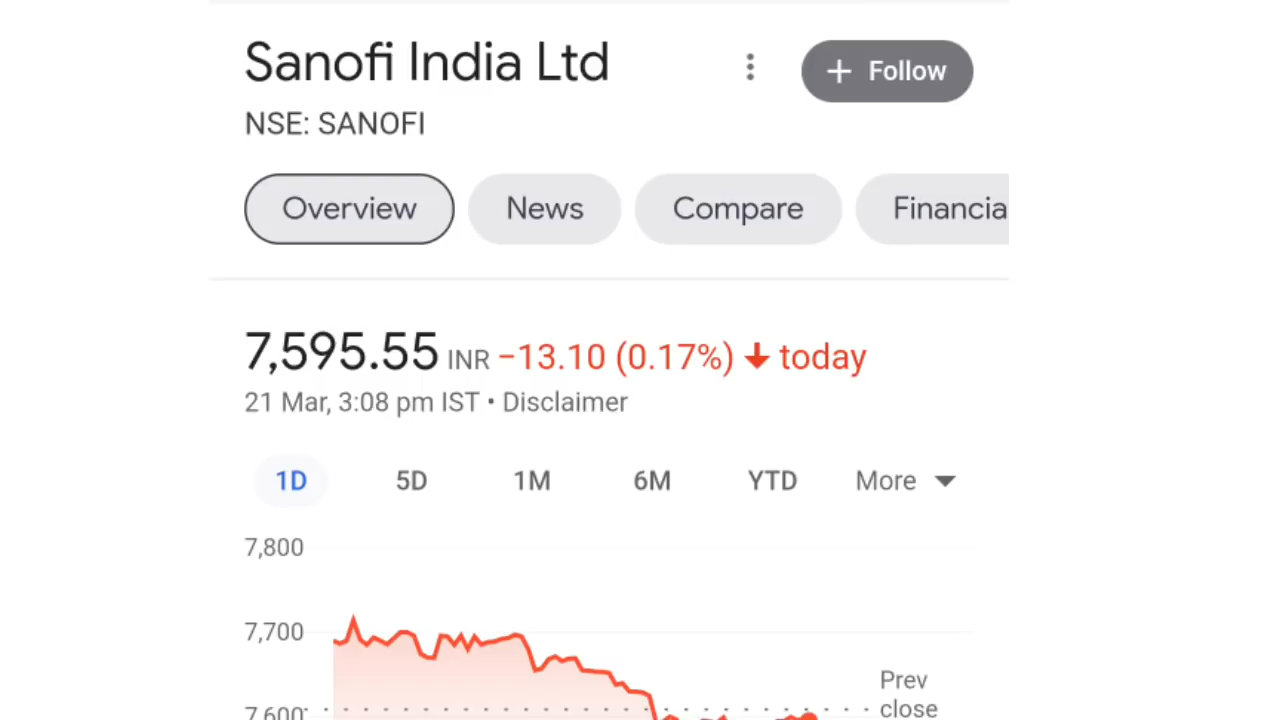 Sanofi India Ltd
+ Follow
NSE: SANOFI
Overview
News
Compare
Financia
7,595.55 INR −13.10 (0.17%) ↓ today
21 Mar, 3:08 pm IST • Disclaimer
1D
5D
1M
6M
YTD
More
7,800
7,700
7,600
Prev
close